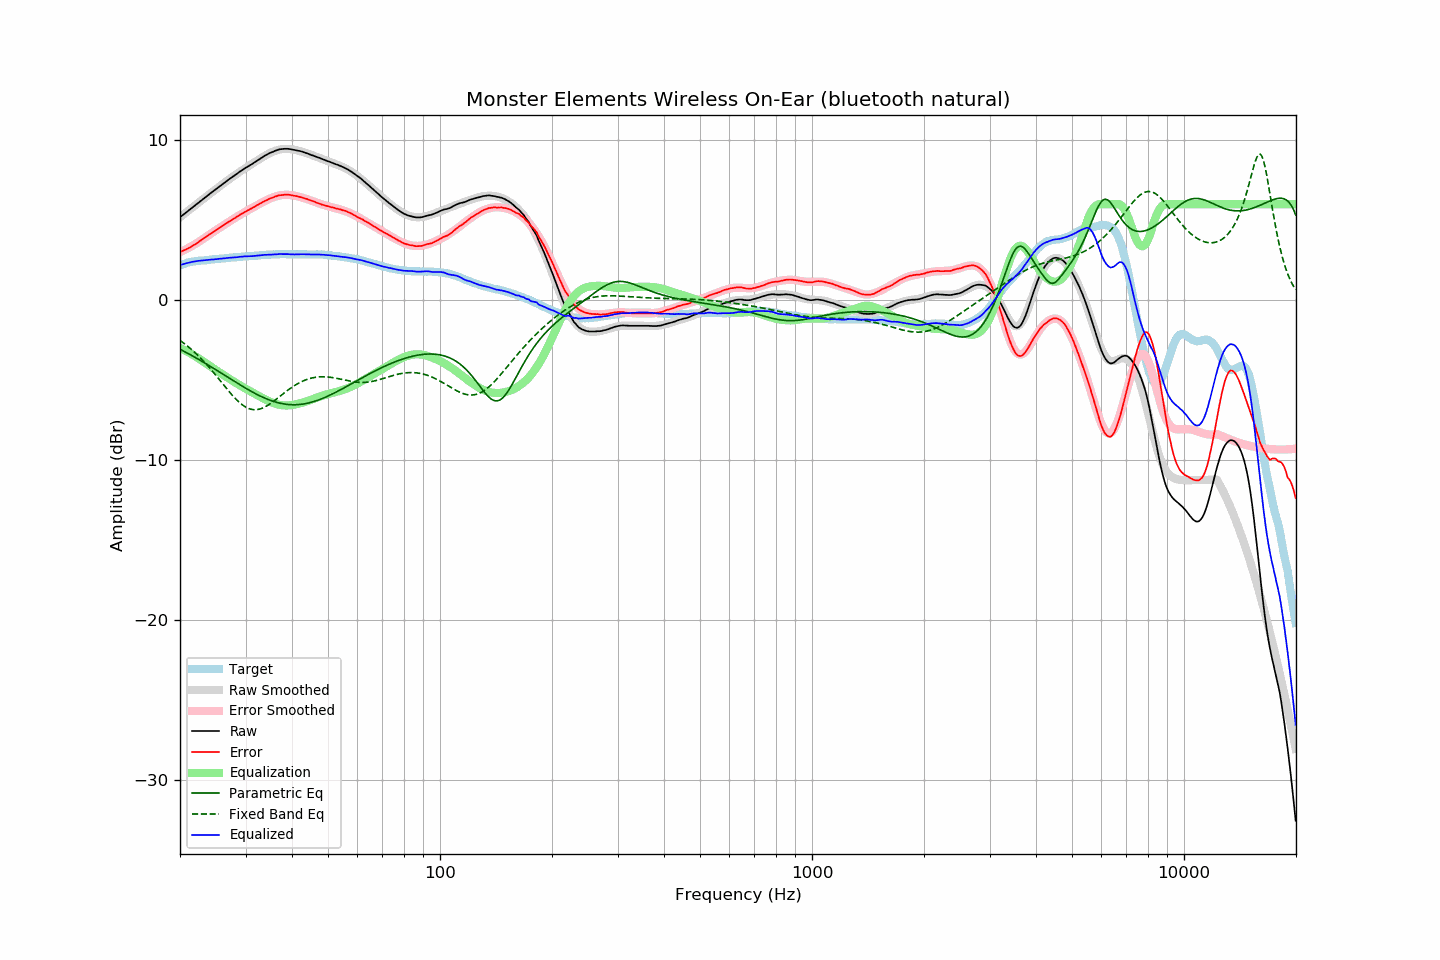 Monster Elements Wireless On-Ear (bluetooth natural)
10
0
−10
−20
−30
Amplitude (dBr)
Target
Raw Smoothed
Error Smoothed
Raw
Error
Equalization
Parametric Eq
Fixed Band Eq
Equalized
100
1000
10000
Frequency (Hz)